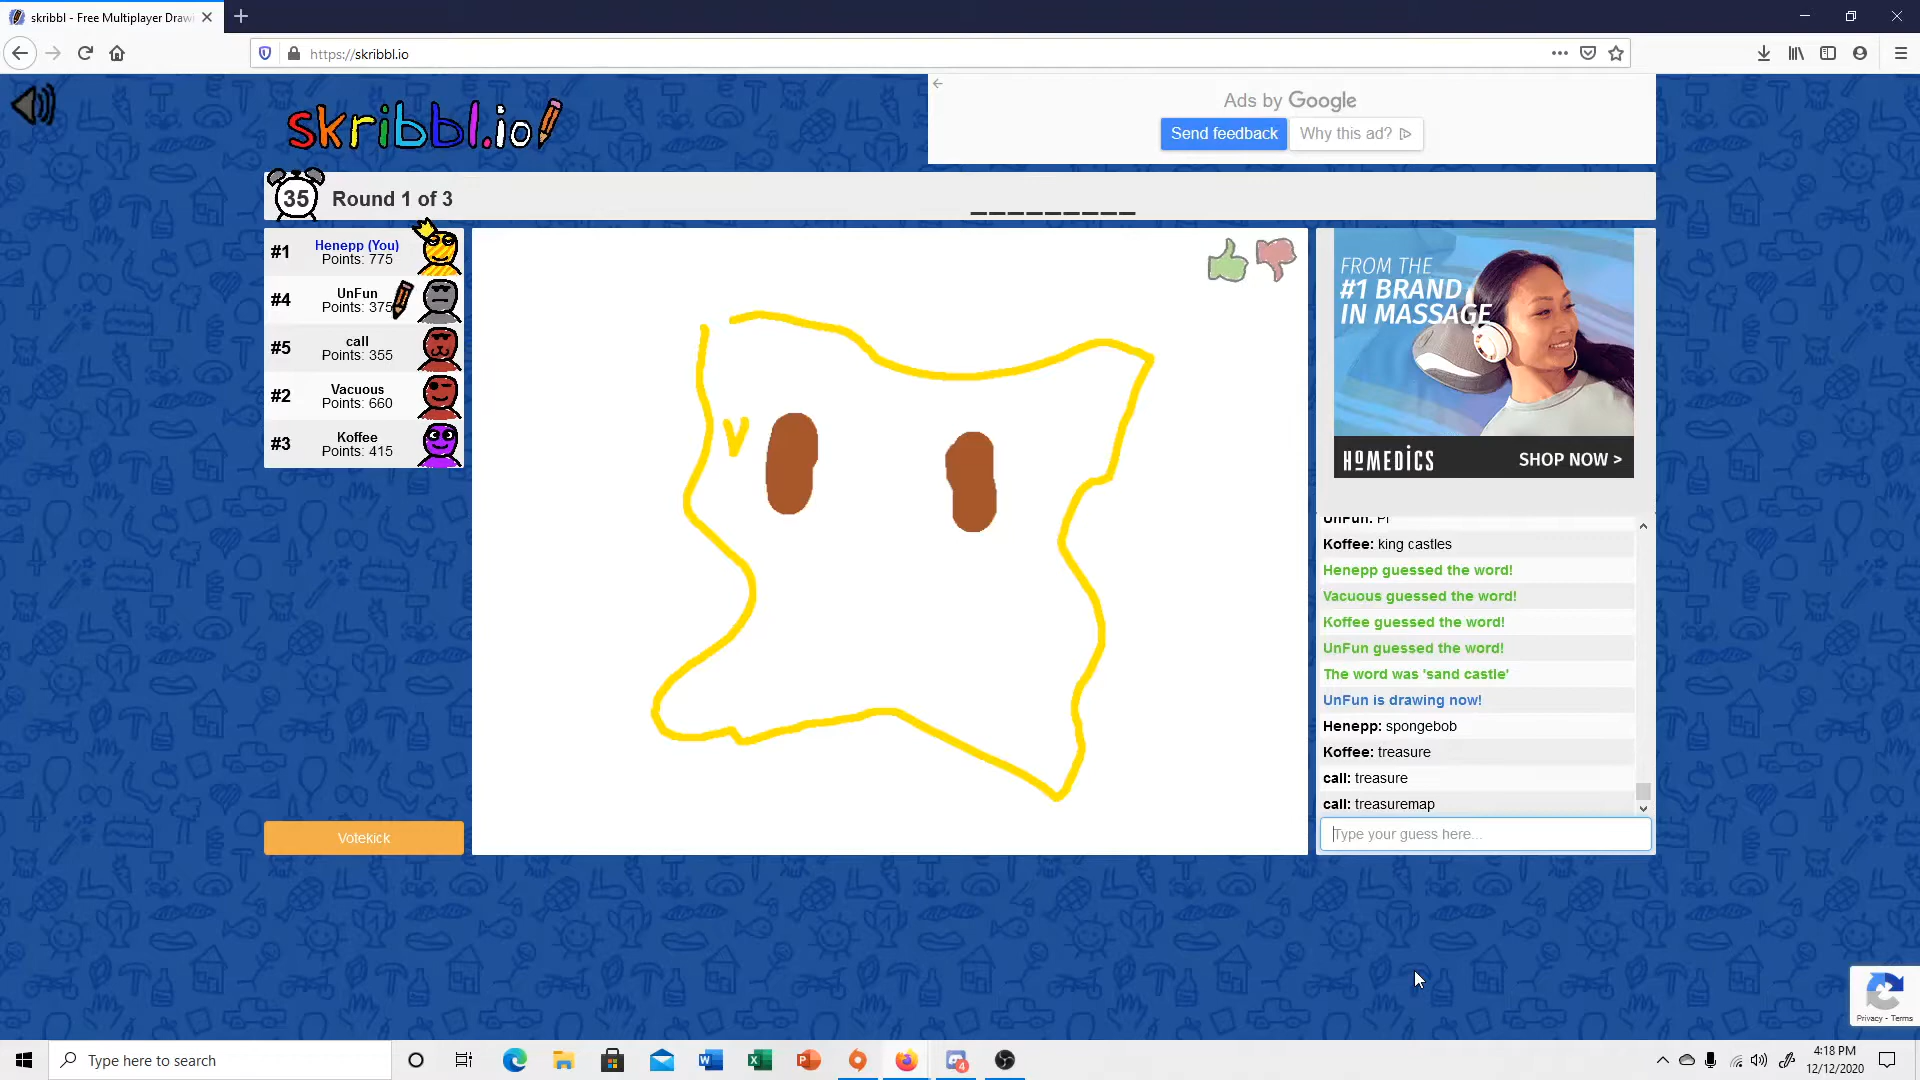 skribbl - Free Multiplayer Drawi
https://skribbl.io
skribbl.io
Ads by Google
Send feedback
Why this ad?
35
Round 1 of 3
_________
#1
Henepp (You)
Points: 775
#4
UnFun
Points: 375
#5
call
Points: 355
#2
Vacuous
Points: 660
#3
Koffee
Points: 415
Votekick
FROM THE
#1 BRAND
IN MASSAGE
HOMEDICS
SHOP NOW >
UnFun: PI
Koffee: king castles
Henepp guessed the word!
Vacuous guessed the word!
Koffee guessed the word!
UnFun guessed the word!
The word was 'sand castle'
UnFun is drawing now!
Henepp: spongebob
Koffee: treasure
call: treasure
call: treasuremap
Type your guess here...
Privacy - Terms
Type here to search
4
4:18 PM
12/12/2020